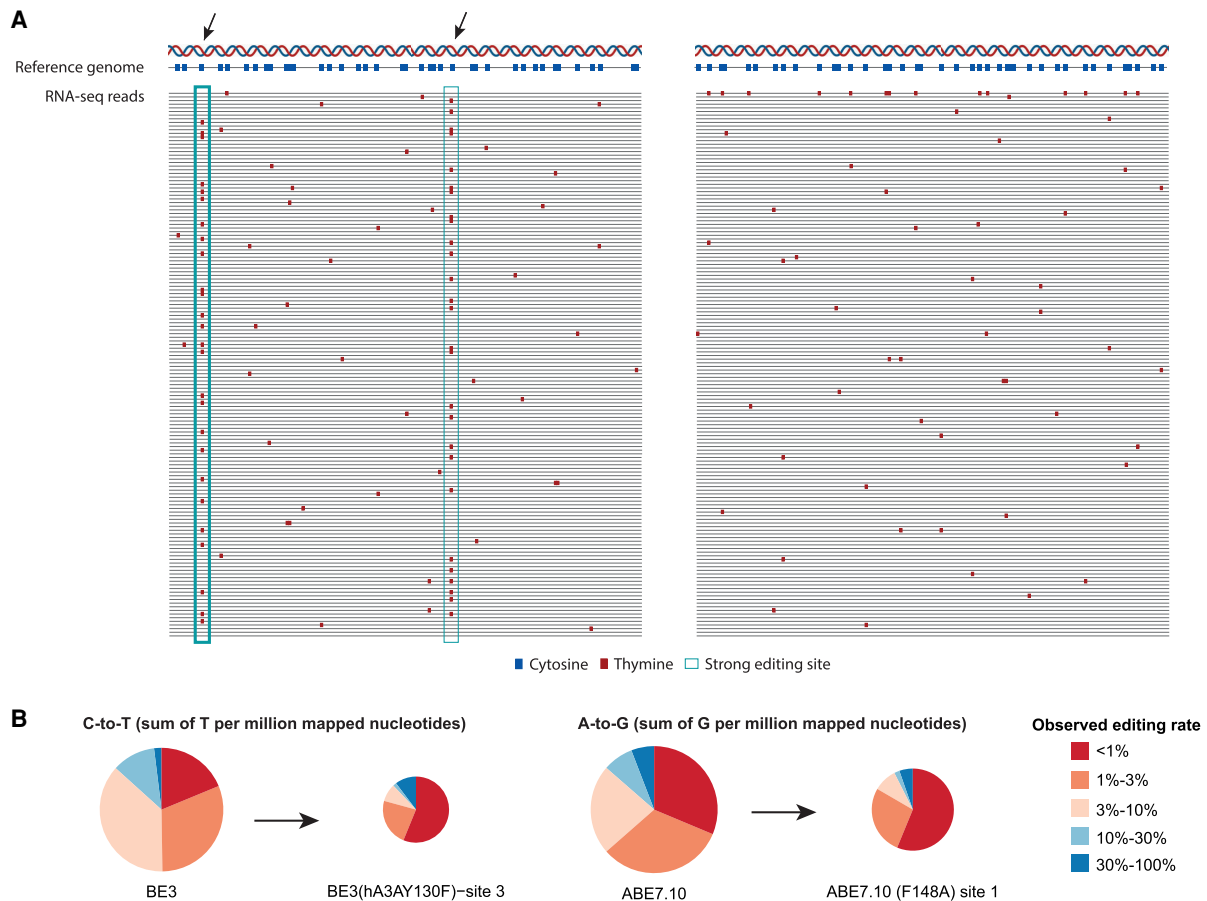 A
Reference genome
RNA-seq reads
Cytosine Thymine Strong editing site
B
C-to-T (sum of T per million mapped nucleotides)
A-to-G (sum of G per million mapped nucleotides)
Observed editing rate
<1%
1%-3%
3%-10%
10%-30%
30%-100%
BE3
BE3(hA3AY130F)−site 3
ABE7.10
ABE7.10 (F148A) site 1